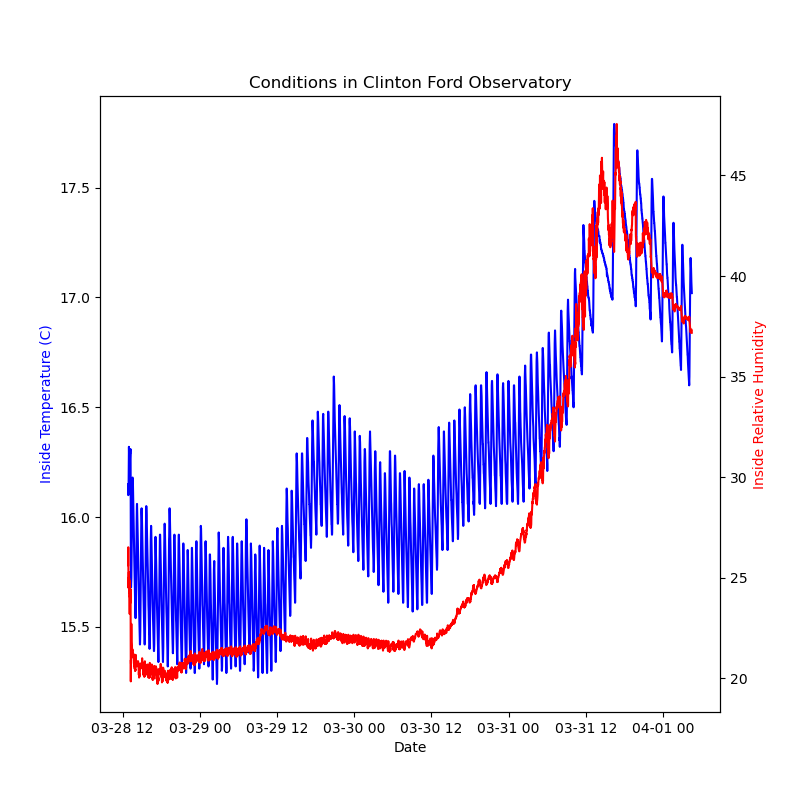 Conditions in Clinton Ford Observatory
Inside Temperature (C)
17.5
17.0
16.5
16.0
15.5
45
40
35
30
25
20
Inside Relative Humidity
03-28 12 03-29 00 03-29 12 03-30 00 03-30 12 03-31 00 03-31 12 04-01 00
Date